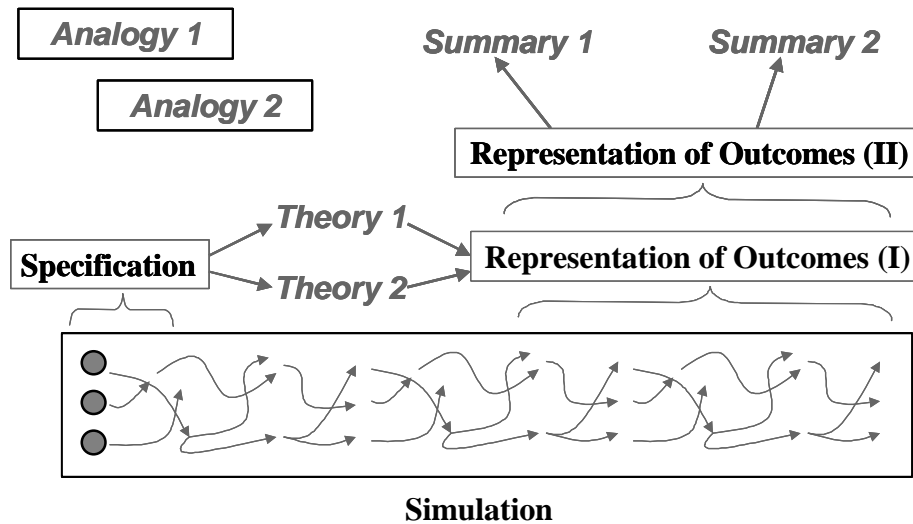 Analogy 1
Summary 1
Summary 2
Analogy 2
Representation of Outcomes (II)
Theory 1
Specification
Representation of Outcomes (I)
Theory 2
Simulation